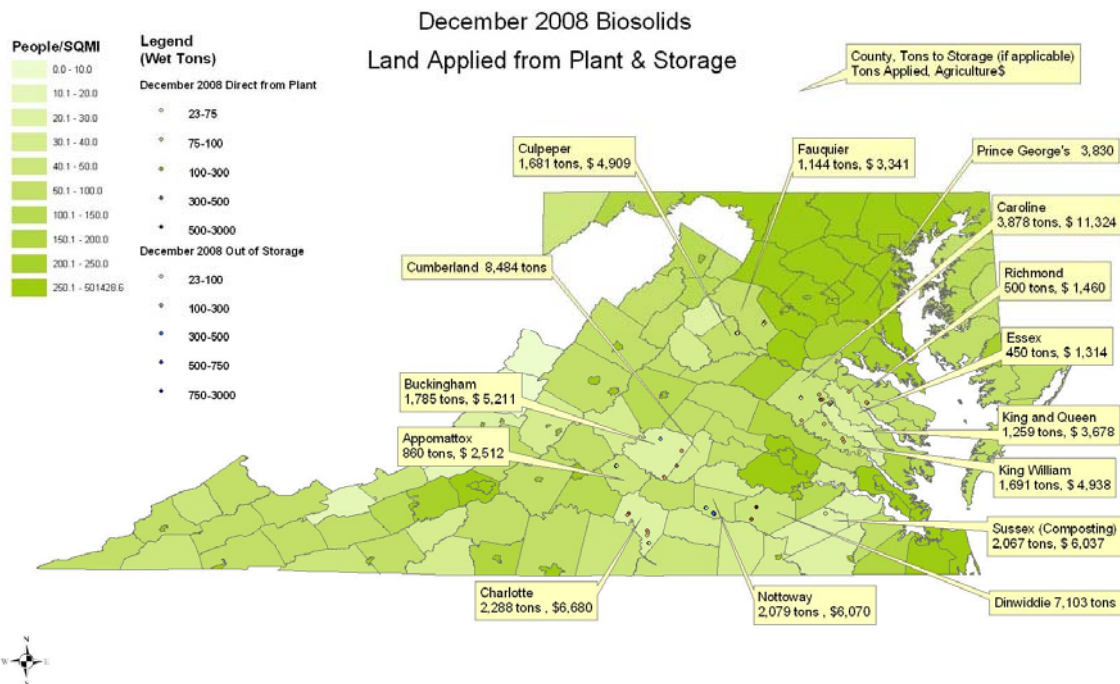 December 2008 Biosolids
Land Applied from Plant & Storage
People/SQMI
0.0 - 10.0
10.1 - 20.0
20.1 - 30.0
30.1 - 40.0
40.1 - 50.0
50.1 - 100.0
100.1 - 150.0
150.1 - 200.0
200.1 - 250.0
250.1 - 501428.6
Legend
(Wet Tons)
December 2008 Direct from Plant
23-75
75-100
100-300
300-500
500-3000
December 2008 Out of Storage
23-100
100-300
300-500
500-750
750-3000
County, Tons to Storage (if applicable)
Tons Applied, Agriculture$
Culpeper
1,681 tons, $ 4,909
Fauquier
1,144 tons, $ 3,341
Prince George's 3,830
Caroline
3,878 tons, $ 11,324
Cumberland 8,484 tons
Richmond
500 tons, $ 1,460
Essex
450 tons, $ 1,314
Buckingham
1,785 tons, $ 5,211
King and Queen
1,259 tons, $ 3,678
Appomattox
860 tons, $ 2,512
King William
1,691 tons, $ 4,938
Sussex (Composting)
2,067 tons, $ 6,037
Charlotte
2,288 tons , $6,680
Nottoway
2,079 tons , $6,070
Dinwiddie 7,103 tons
N
W
E
S